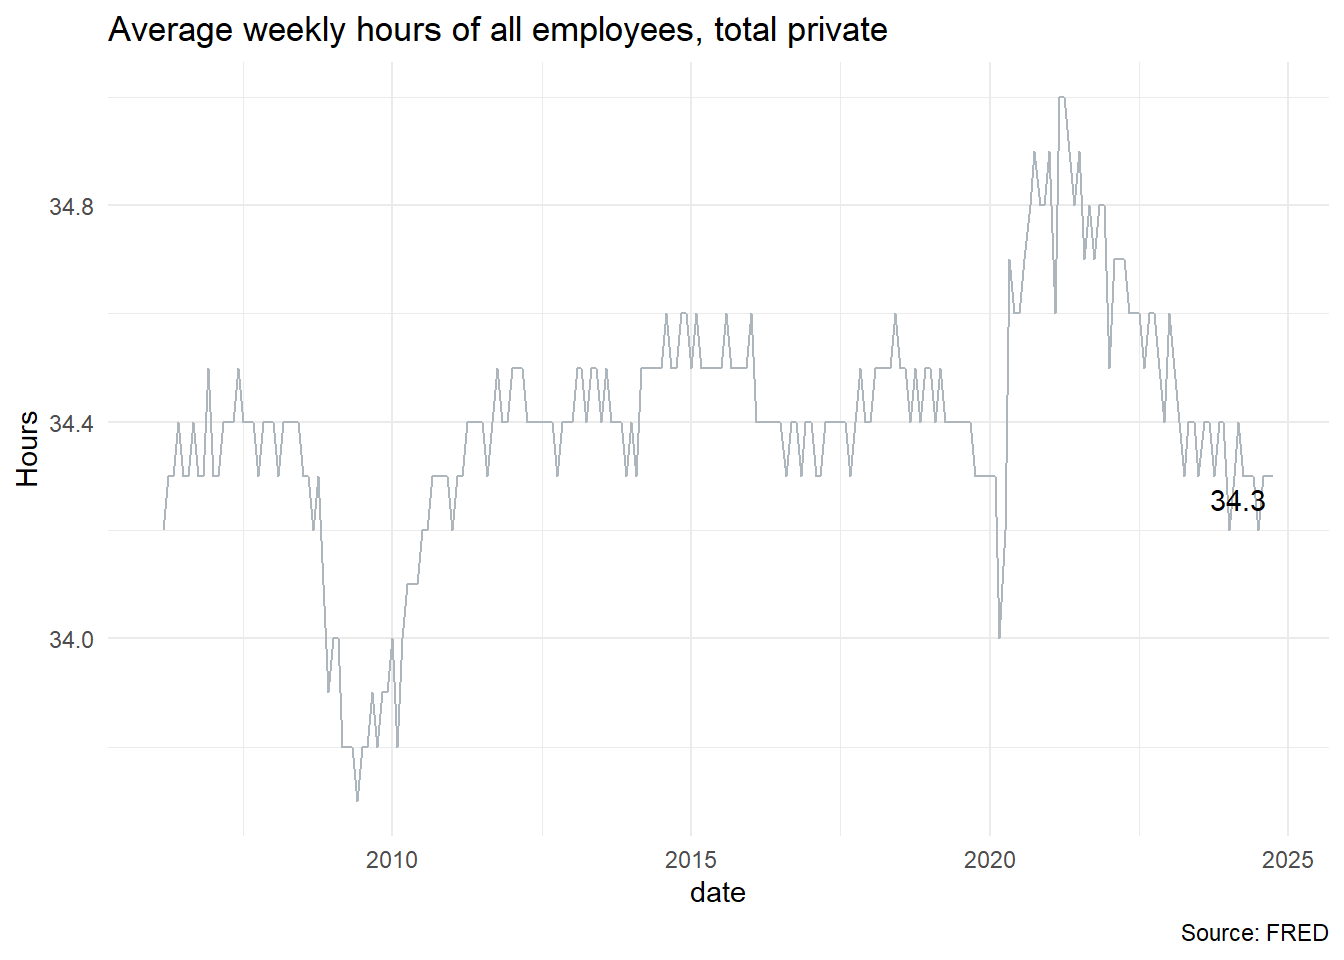 Average weekly hours of all employees, total private
34.8
34.4
34.0
Hours
34.3
2010
2015
2020
2025
date
Source: FRED